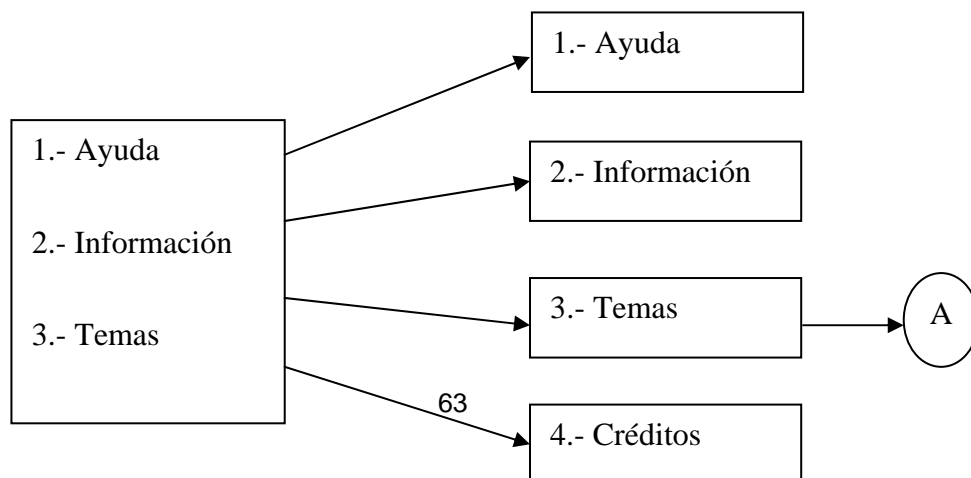 1.- Ayuda
2.- Información
3.- Temas
1.- Ayuda
2.- Información
3.- Temas
A
63
4.- Créditos